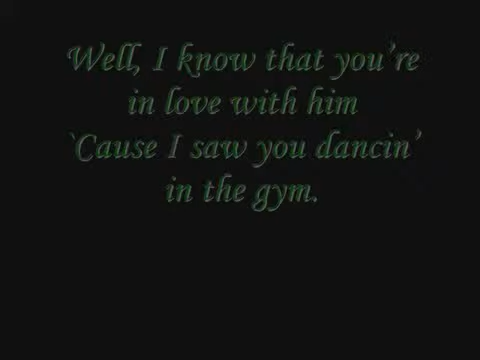 Well, I know that you're
in love with him
`Cause I saw you dancin'
in the gym.